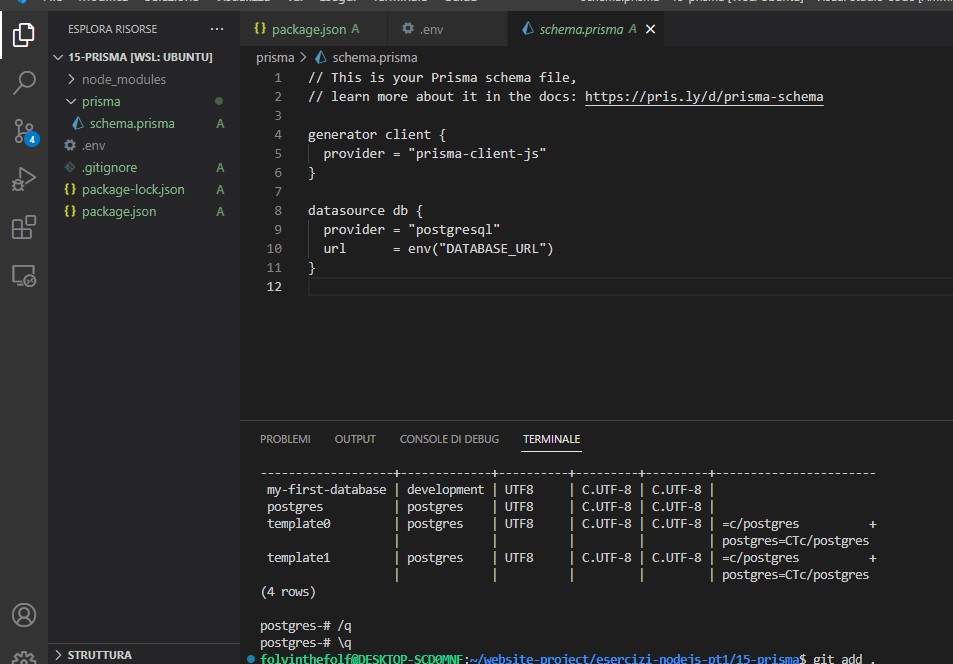 ESPLORA RISORSE ...
15-PRISMA [WSL: UBUNTU]
node_modules
prisma
schema.prisma A
.env
.gitignore A
package-lock.json A
package.json A
4
STRUTTURA
package.json A
.env
schema.prisma A
prisma > schema.prisma
1 // This is your Prisma schema file,
2 // learn more about it in the docs: https://pris.ly/d/prisma-schema
3
4 generator client {
5 provider = "prisma-client-js"
6 }
7
8 datasource db {
9 provider = "postgresql"
10 url = env("DATABASE_URL")
11 }
12
PROBLEMI OUTPUT CONSOLE DI DEBUG TERMINALE
--------------------+-------------+----------+---------+---------+-----------------------
my-first-database | development | UTF8 | C.UTF-8 | C.UTF-8 |
postgres | postgres | UTF8 | C.UTF-8 | C.UTF-8 |
template0 | postgres | UTF8 | C.UTF-8 | C.UTF-8 | =c/postgres +
| | | | | postgres=CTc/postgres
template1 | postgres | UTF8 | C.UTF-8 | C.UTF-8 | =c/postgres +
| | | | | postgres=CTc/postgres
(4 rows)
postgres-# /q
postgres-# \q
folvinthefolf@DESKTOP-SCD0MNF:~/website-project/esercizi-nodejs-pt1/15-prisma$ git add .